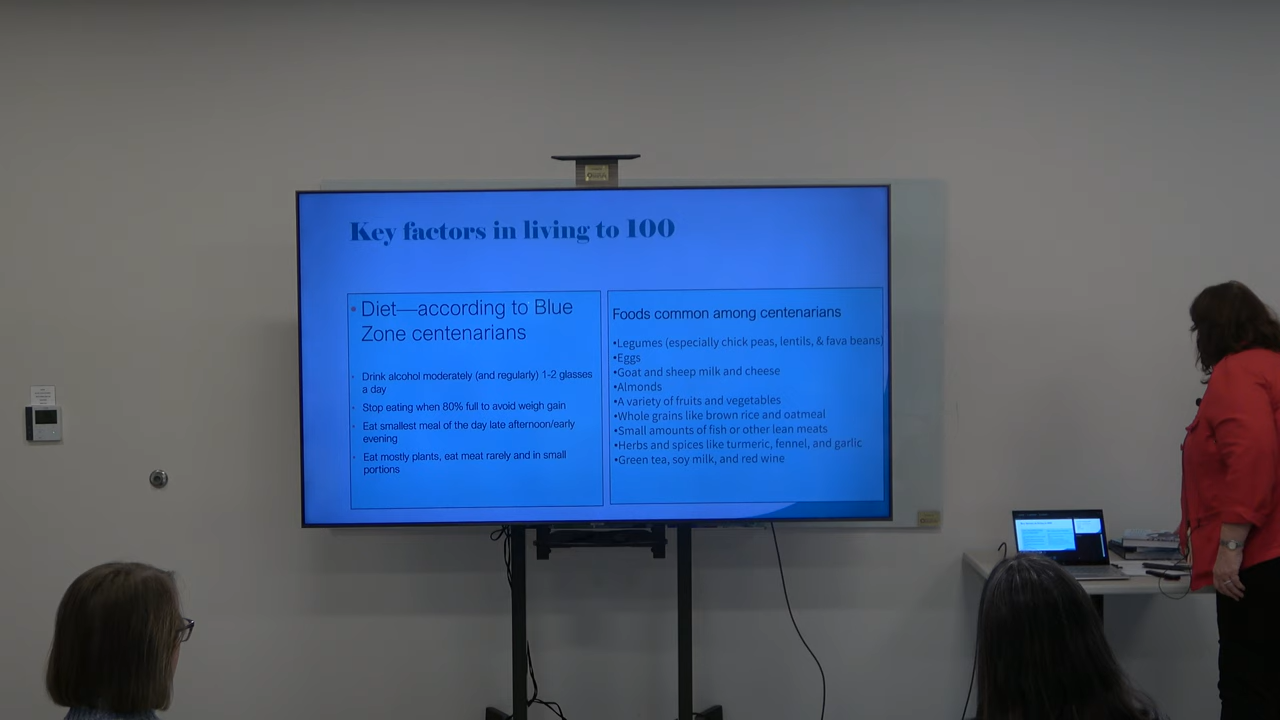 Key factors in living to 100
Diet—according to Blue
Zone centenarians
Drink alcohol moderately (and regularly) 1-2 glasses
a day
Stop eating when 80% full to avoid weigh gain
Eat smallest meal of the day late afternoon/early
evening
Eat mostly plants, eat meat rarely and in small
portions
Foods common among centenarians
•Legumes (especially chick peas, lentils, & fava beans)
•Eggs
•Goat and sheep milk and cheese
•Almonds
•A variety of fruits and vegetables
•Whole grains like brown rice and oatmeal
•Small amounts of fish or other lean meats
•Herbs and spices like turmeric, fennel, and garlic
•Green tea, soy milk, and red wine